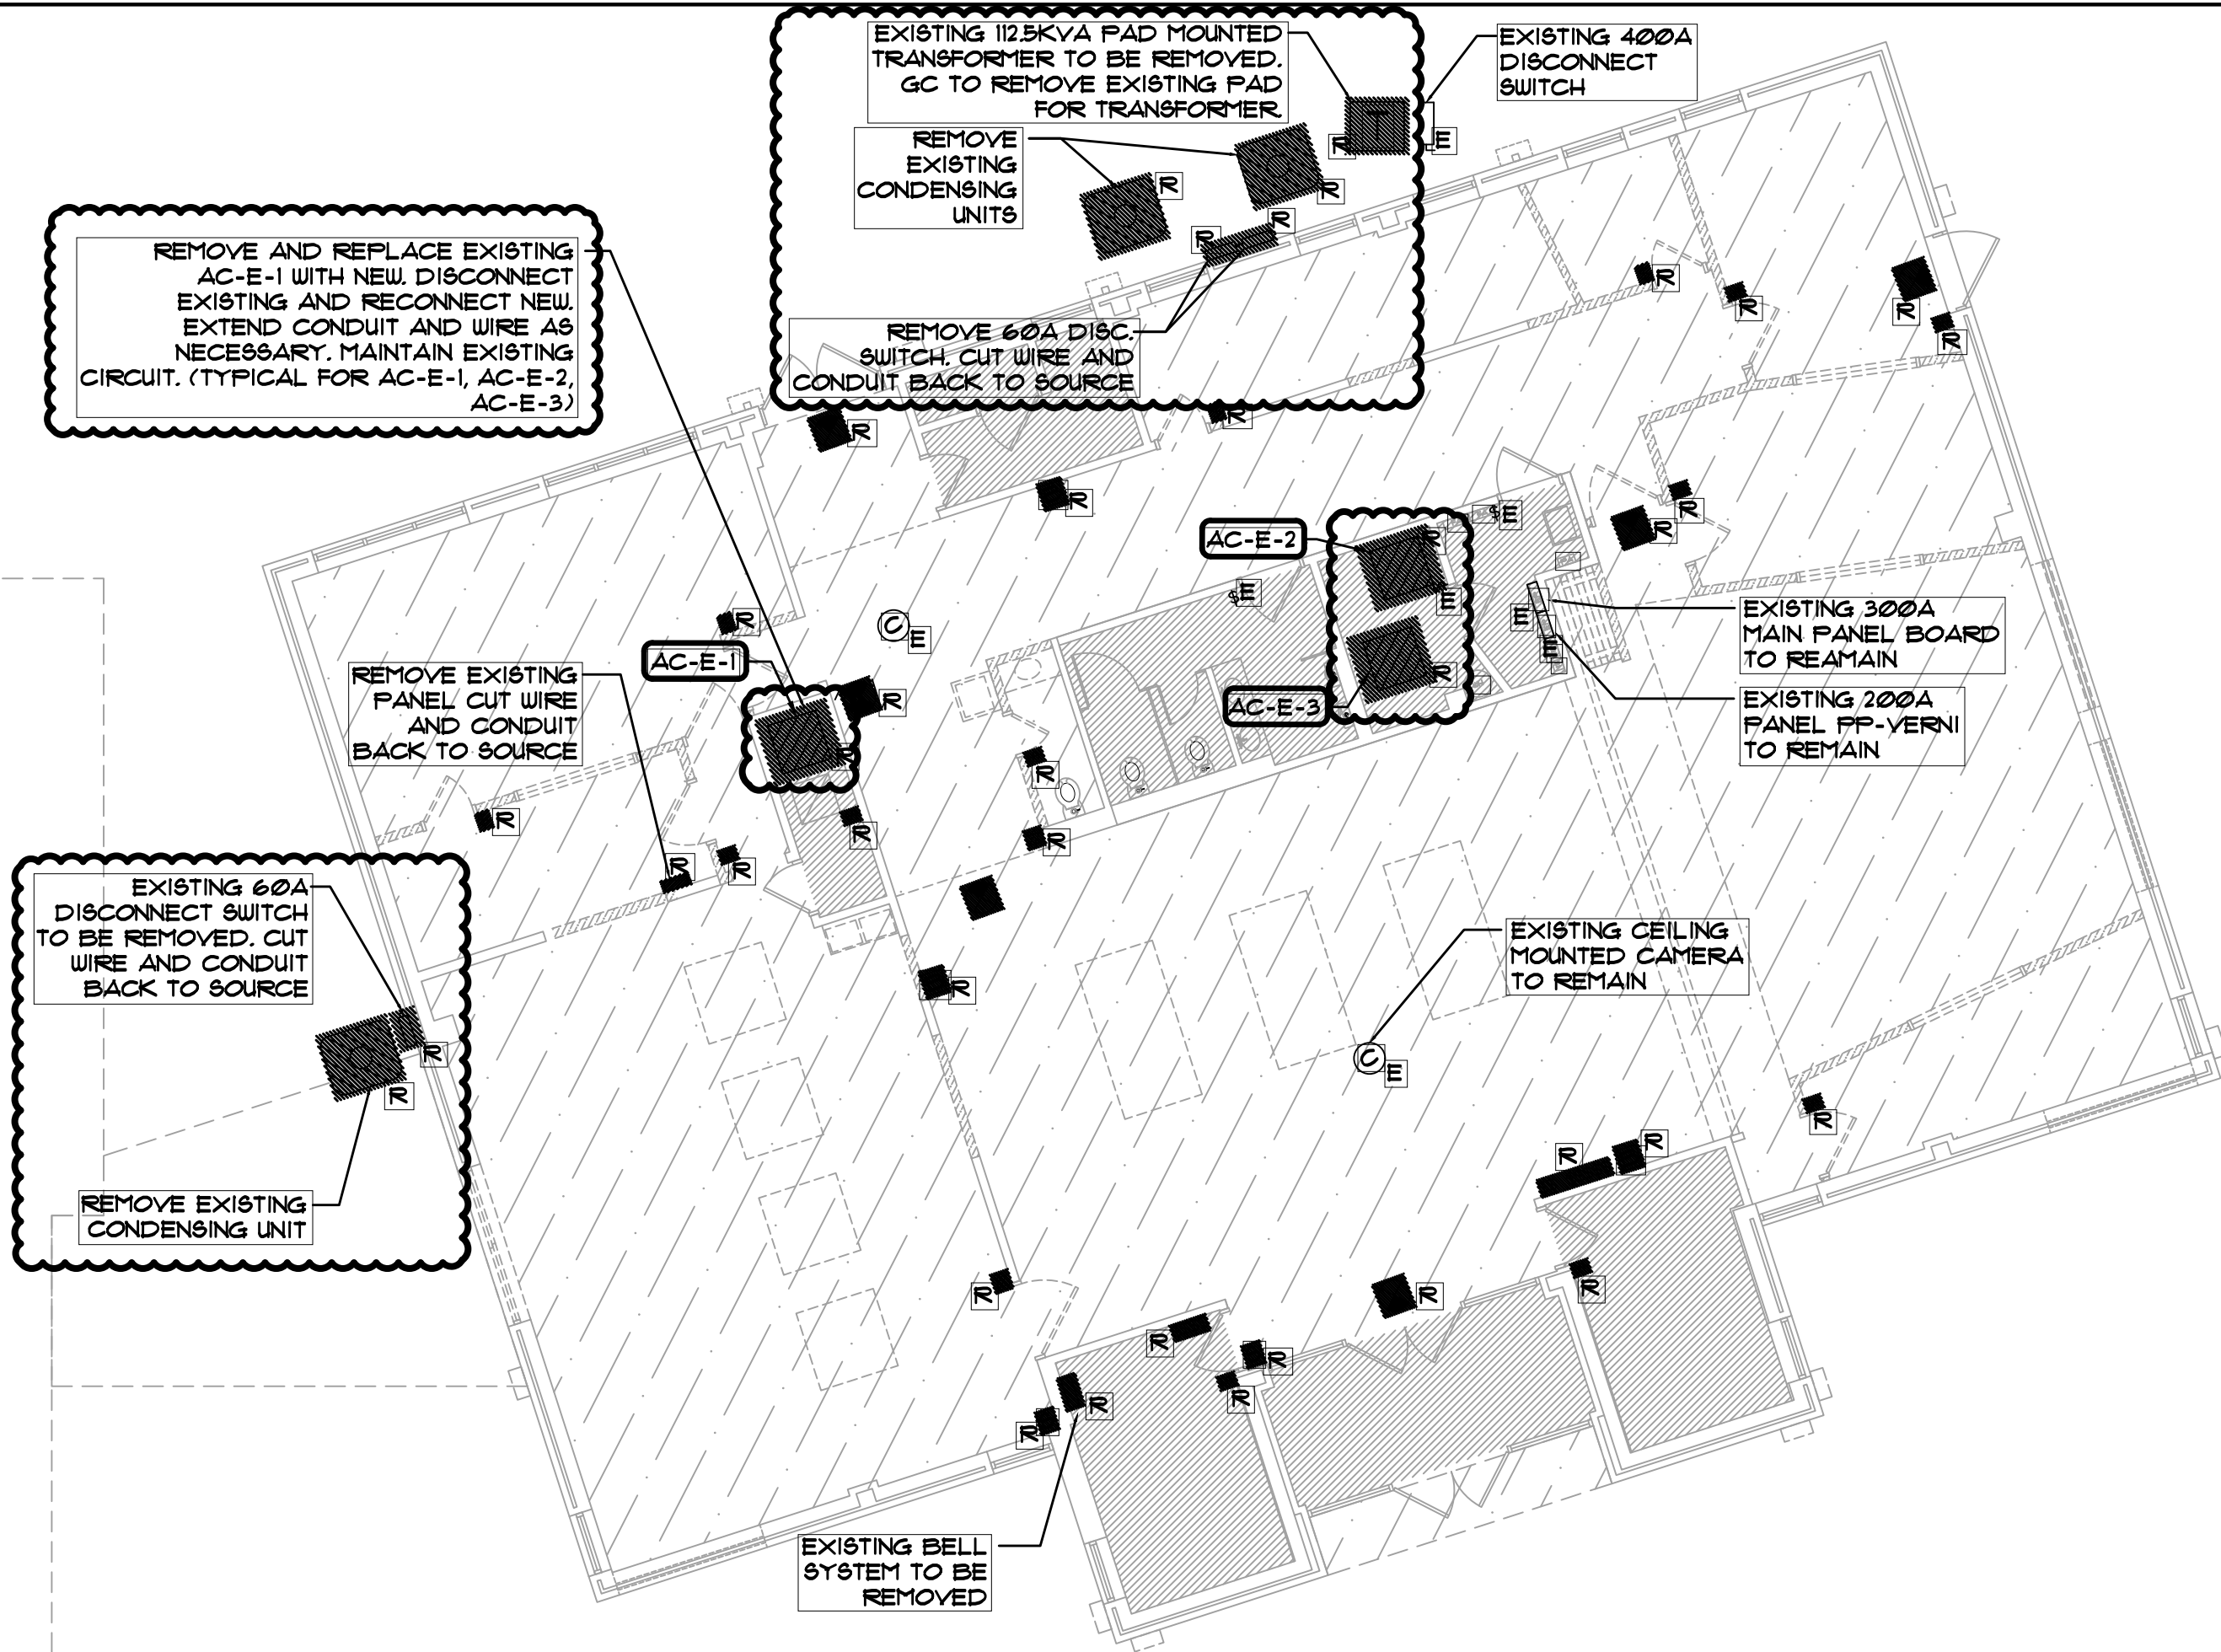 EXISTING 112.5KVA PAD MOUNTED
TRANSFORMER TO BE REMOVED.
GC TO REMOVE EXISTING PAD
FOR TRANSFORMER.
EXISTING 400A
DISCONNECT
SWITCH
T
R
E
REMOVE
EXISTING
CONDENSING
UNITS
R
R
R
R
REMOVE 60A DISC.
SWITCH. CUT WIRE AND
CONDUIT BACK TO SOURCE
REMOVE AND REPLACE EXISTING
AC-E-1 WITH NEW. DISCONNECT
EXISTING AND RECONNECT NEW.
EXTEND CONDUIT AND WIRE AS
NECESSARY. MAINTAIN EXISTING
CIRCUIT. (TYPICAL FOR AC-E-1, AC-E-2,
AC-E-3)
R
R
R
R
R
R
R
R
R
$E
AC-E-2
R
E
$E
AC-E-3
R
E
E
EXISTING 300A
MAIN PANEL BOARD
TO REAMAIN
EXISTING 200A
PANEL PP-VERNI
TO REMAIN
R
C
E
AC-E-1
R
R
REMOVE EXISTING
PANEL CUT WIRE
AND CONDUIT
BACK TO SOURCE
R
R
R
R
R
R
R
EXISTING 60A
DISCONNECT SWITCH
TO BE REMOVED. CUT
WIRE AND CONDUIT
BACK TO SOURCE
R
R
REMOVE EXISTING
CONDENSING UNIT
R
EXISTING CEILING
MOUNTED CAMERA
TO REMAIN
C
E
R
R
R
R
R
R
R
R
R
R
R
R
EXISTING BELL
SYSTEM TO BE
REMOVED